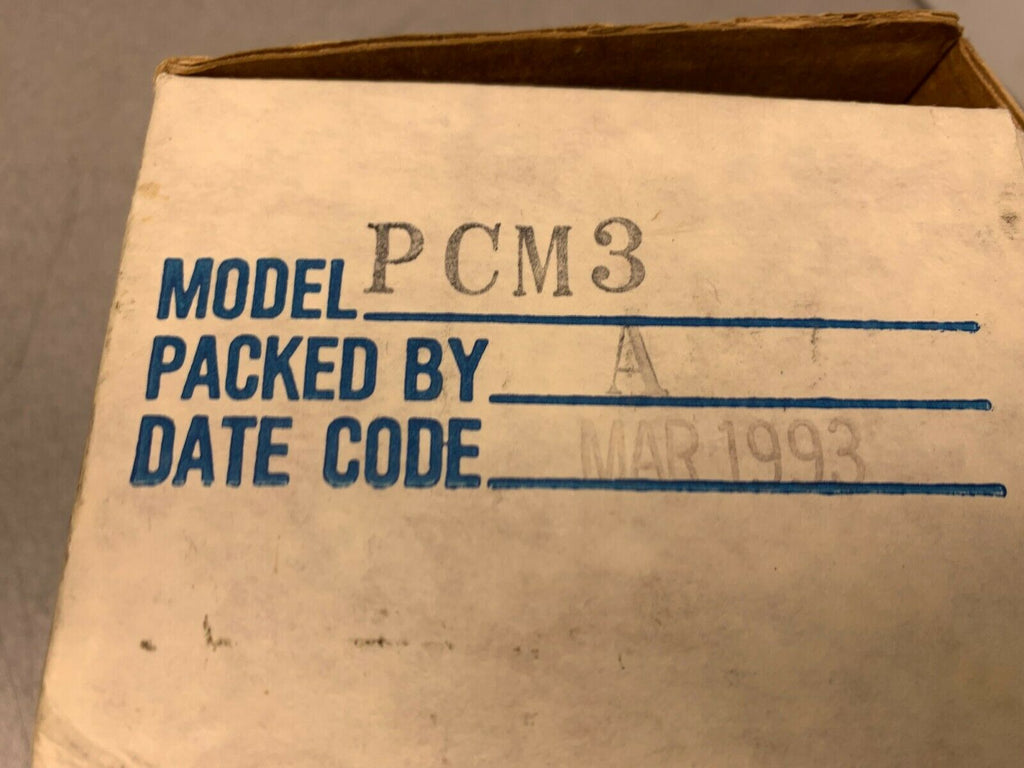 MODEL PCM3
PACKED BY A
DATE CODE MAR 1993